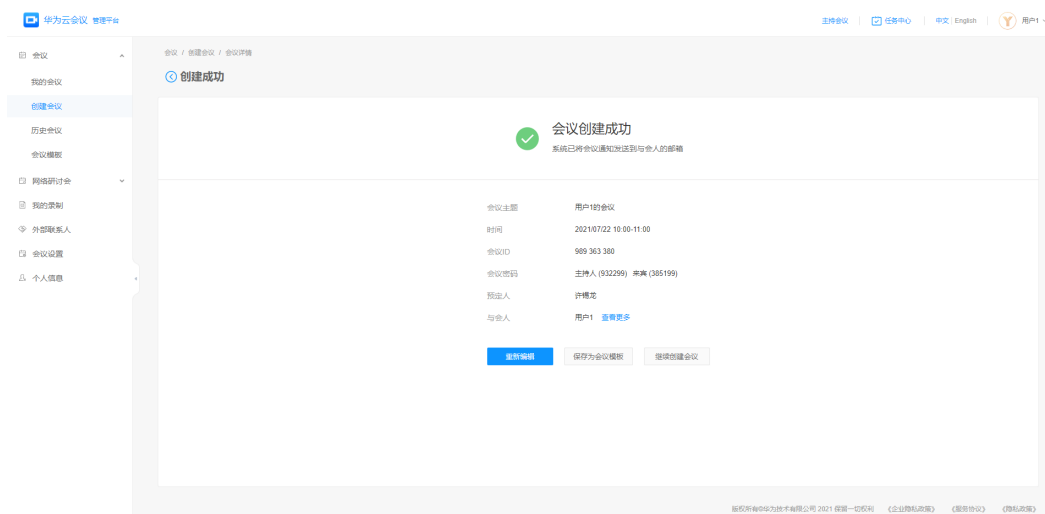 华为云会议 管理平台
主持会议 任务中心 中文 | English 用户1
会议
我的会议
创建会议
历史会议
会议模板
网络研讨会
我的录制
外部联系人
会议设置
个人信息
会议 / 创建会议 / 会议详情
创建成功
会议创建成功
系统已将会议通知发送到与会人的邮箱
会议主题 用户1的会议
时间 2021/07/22 10:00-11:00
会议ID 989 363 380
会议密码 主持人 (932299) 来宾 (385199)
预定人 许锡龙
与会人 用户1 查看更多
重新编辑 保存为会议模板 继续创建会议
版权所有©华为技术有限公司 2021 保留一切权利 《企业隐私政策》 《服务协议》 《隐私政策》